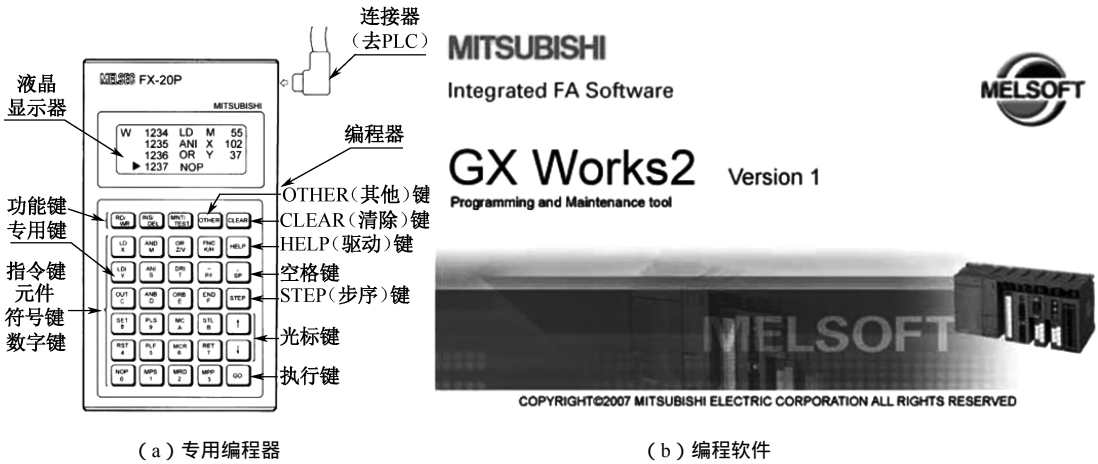 连接器
（去PLC）
液晶
显示器
MELSEC FX-20P
MITSUBISHI
W 1234 LD M 55
1235 ANI X 102
1236 OR Y 37
▶1237 NOP
编程器
OTHER（其他）键
功能键
专用键
指令键
元件
符号键
数字键
RD/ WR
INS/ DEL
MNT/ TEST
OTHER
CLEAR
CLEAR（清除）键
LD X
AND M
OR Z/V
FNC K/H
HELP
HELP（驱动）键
LDI Y
ANI S
ORI T
SP
空格键
OUT C
ANB D
ORB E
END F
STEP
STEP（步序）键
SET 8
PLS 9
MC A
STL B
↑
光标键
RST 4
PLF 5
MCR 6
RET 7
↓
NOP 0
MPS 1
MRD 2
MPP 3
GO
执行键
（a）专用编程器
MITSUBISHI
Integrated FA Software
MELSOFT
GX Works2 Version 1
Programming and Maintenance tool
MELSOFT
COPYRIGHT©2007 MITSUBISHI ELECTRIC CORPORATION ALL RIGHTS RESERVED
（b）编程软件